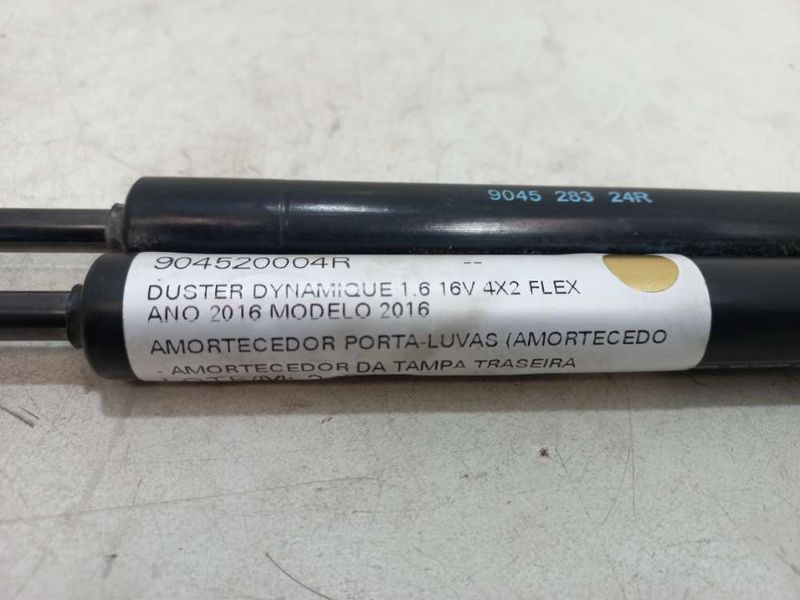 9045 283 24R
904520004R --
DUSTER DYNAMIQUE 1.6 16V 4X2 FLEX
ANO 2016 MODELO 2016
AMORTECEDOR PORTA-LUVAS (AMORTECEDO
- AMORTECEDOR DA TAMPA TRASEIRA